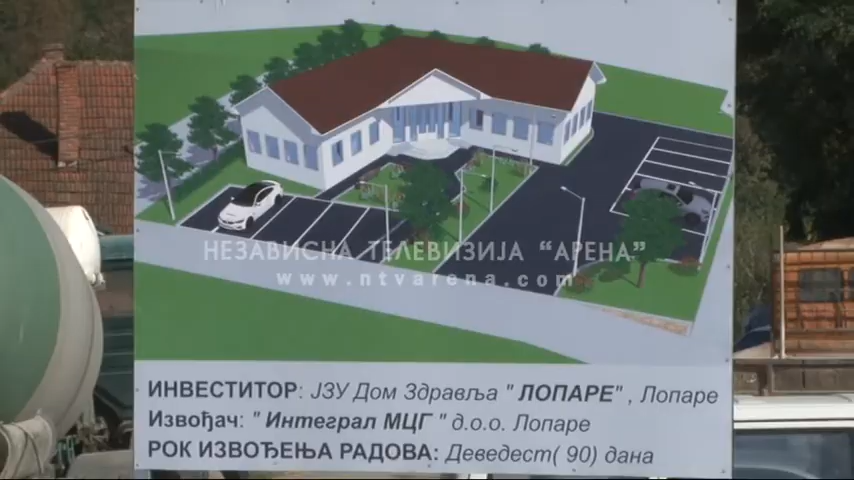 НЕЗАВИСНА ТЕЛЕВИЗИЈА “АРЕНА”
www.ntvarena.com
ИНВЕСТИТОР: ЈЗУ Дом Здравља " ЛОПАРЕ" , Лопаре
Извођач: " Интеграл МЦГ " д.о.о. Лопаре
РОК ИЗВОЂЕЊА РАДОВА: Деведест( 90) дана